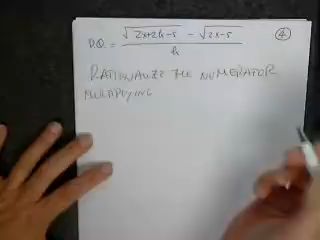 D.Q. = (√(2x+2h-5) - √(2x-5)) / h
④
RATIONALIZE THE NUMERATOR
MULTIPLYING